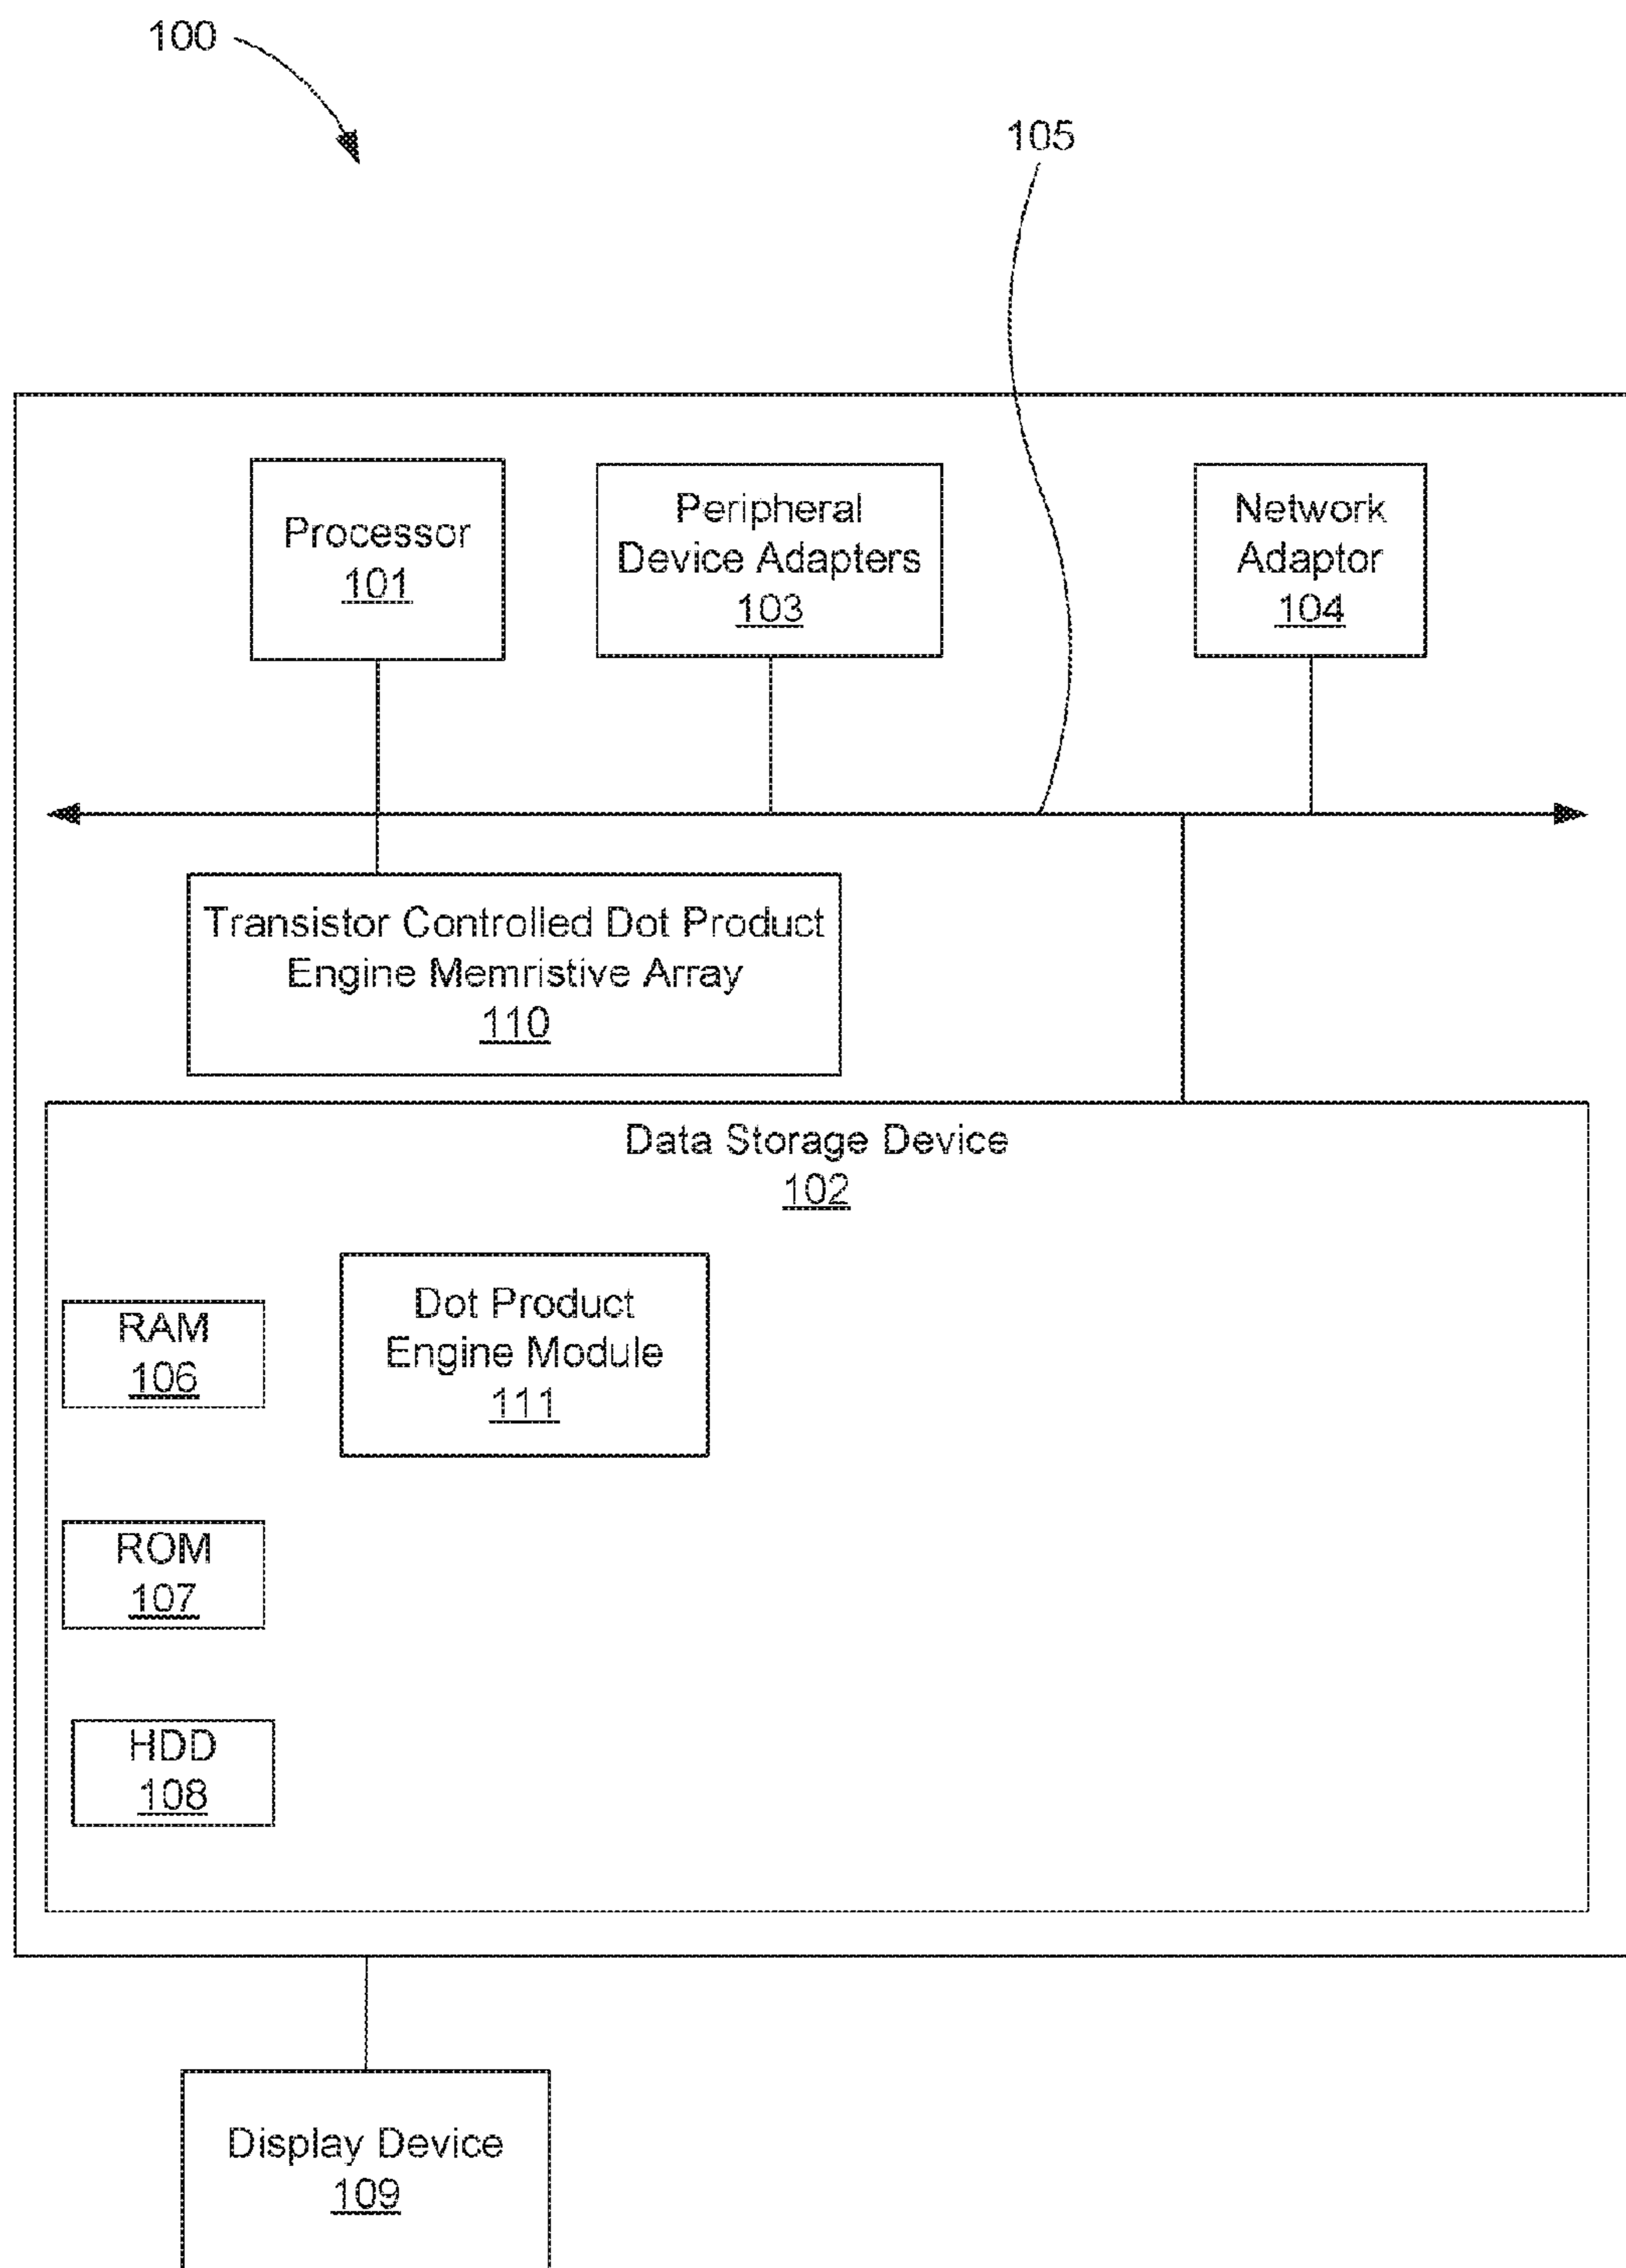 100
105
Processor
101
Peripheral
Device Adapters
103
Network
Adaptor
104
Transistor Controlled Dot Product
Engine Memristive Array
110
Data Storage Device
102
RAM
106
Dot Product
Engine Module
111
ROM
107
HDD
108
Display Device
109